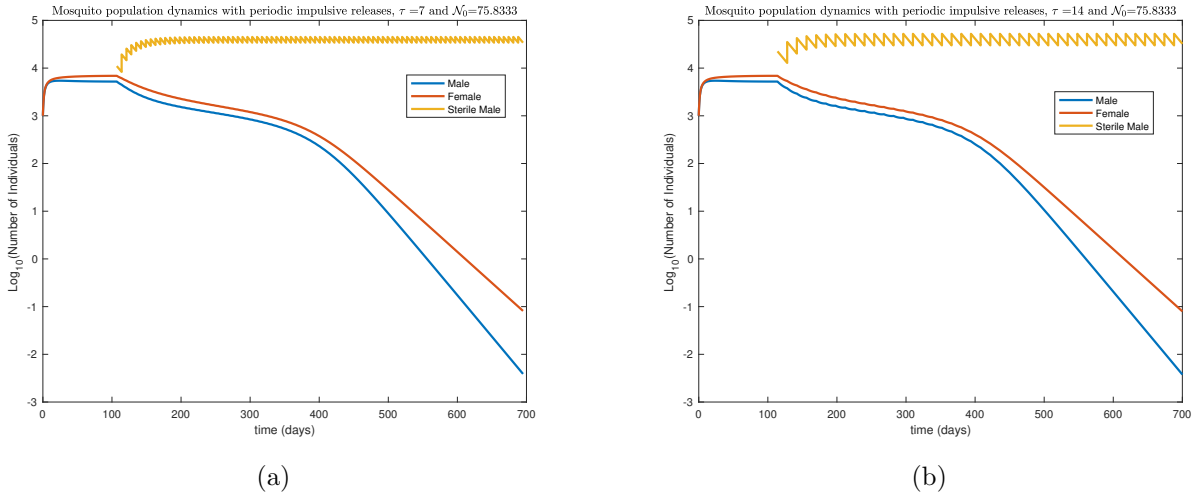 Mosquito population dynamics with periodic impulsive releases, τ =7 and 𝒩₀=75.8333
5
4
3
2
1
0
-1
-2
-3
Log₁₀(Number of Individuals)
Male
Female
Sterile Male
0 100 200 300 400 500 600 700
time (days)
(a)
Mosquito population dynamics with periodic impulsive releases, τ =14 and 𝒩₀=75.8333
5
4
3
2
1
0
-1
-2
-3
Log₁₀(Number of Individuals)
Male
Female
Sterile Male
0 100 200 300 400 500 600 700
time (days)
(b)